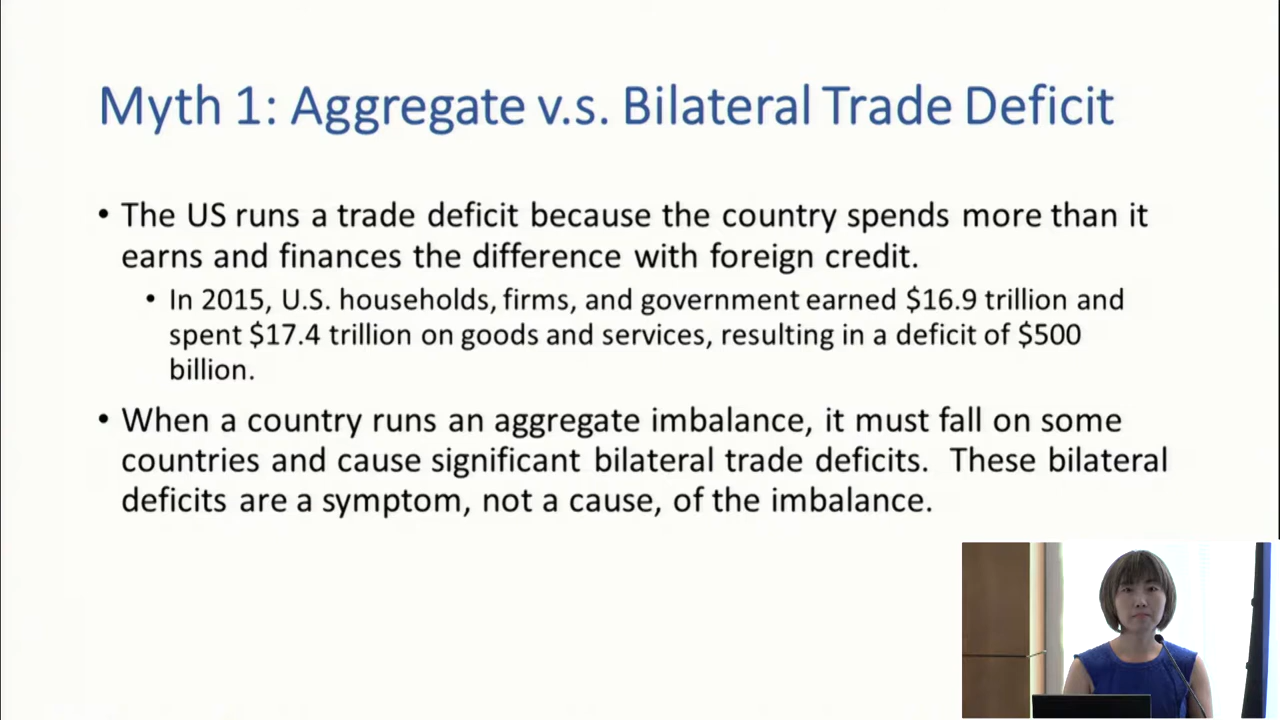 Myth 1: Aggregate v.s. Bilateral Trade Deficit
• The US runs a trade deficit because the country spends more than it
earns and finances the difference with foreign credit.
• In 2015, U.S. households, firms, and government earned $16.9 trillion and
spent $17.4 trillion on goods and services, resulting in a deficit of $500
billion.
• When a country runs an aggregate imbalance, it must fall on some
countries and cause significant bilateral trade deficits. These bilateral
deficits are a symptom, not a cause, of the imbalance.